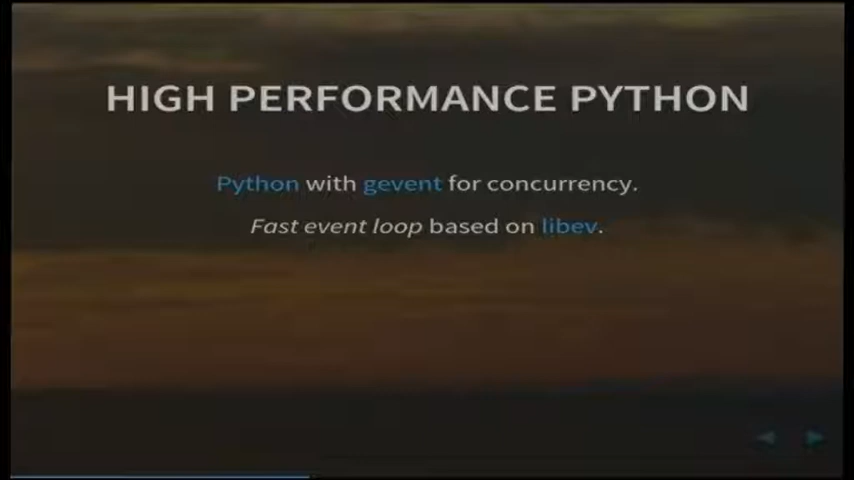 HIGH PERFORMANCE PYTHON
Python with gevent for concurrency.
Fast event loop based on libev.